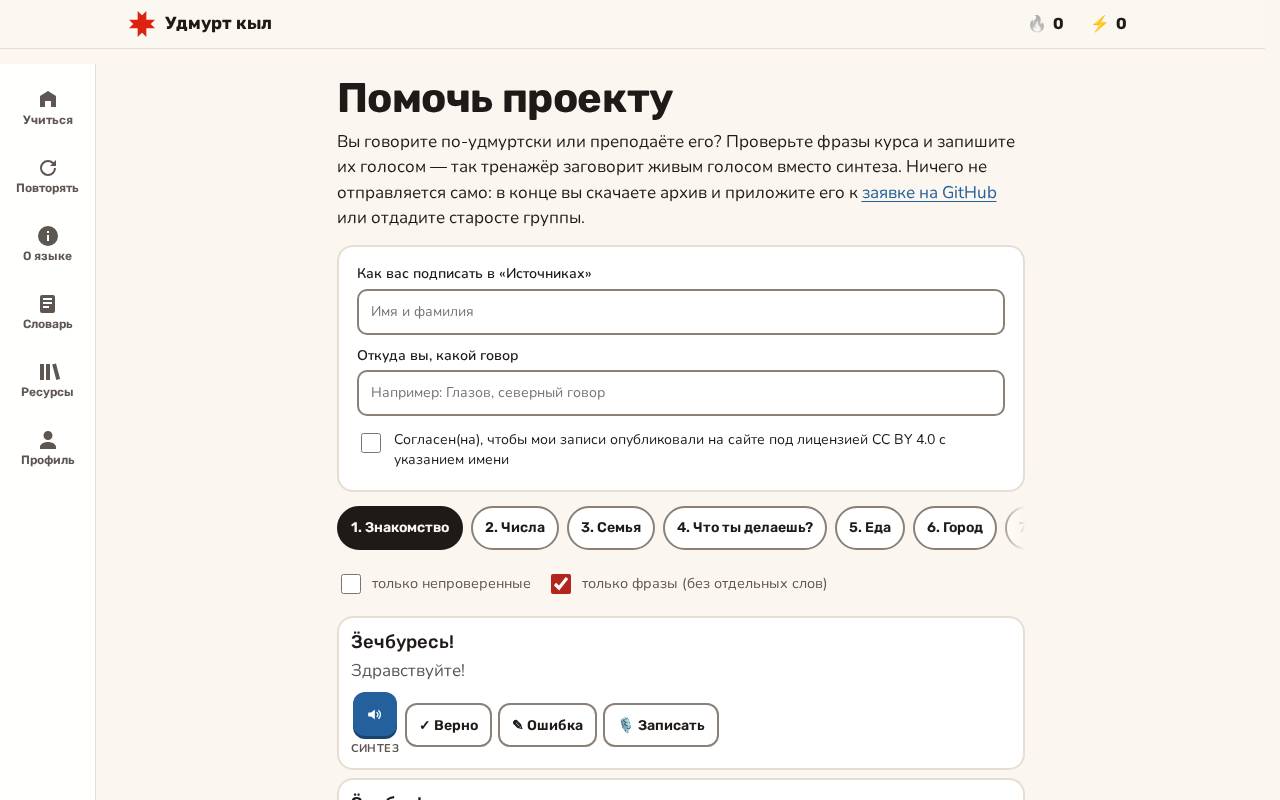 Удмурт кыл
0
0
Учиться
Повторять
О языке
Словарь
Ресурсы
Профиль
Помочь проекту
Вы говорите по-удмуртски или преподаёте его? Проверьте фразы курса и запишите
их голосом — так тренажёр заговорит живым голосом вместо синтеза. Ничего не
отправляется само: в конце вы скачаете архив и приложите его к заявке на GitHub
или отдадите старосте группы.
Как вас подписать в «Источниках»
Имя и фамилия
Откуда вы, какой говор
Например: Глазов, северный говор
Согласен(на), чтобы мои записи опубликовали на сайте под лицензией CC BY 4.0 с
указанием имени
1. Знакомство
2. Числа
3. Семья
4. Что ты делаешь?
5. Еда
6. Город
только непроверенные
только фразы (без отдельных слов)
Ӟечбуресь!
Здравствуйте!
СИНТЕЗ
✓ Верно
✎ Ошибка
🎙️ Записать